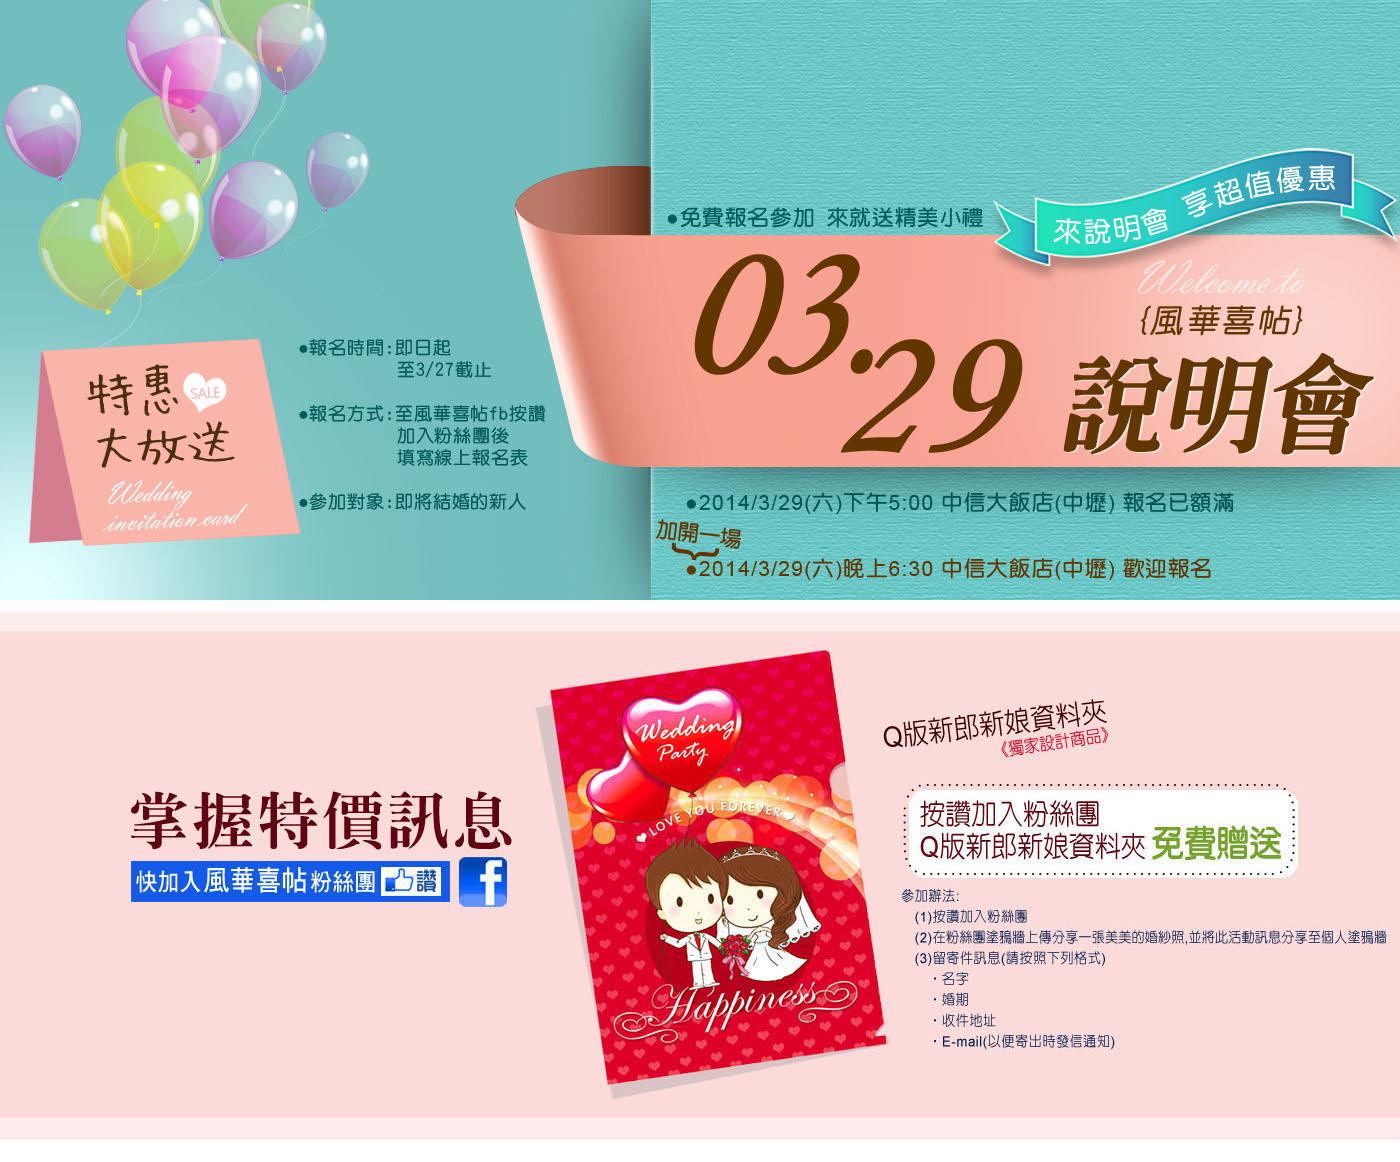 ●免費報名參加 來就送精美小禮
來說明會 享超值優惠
03.29
Welcome to
{風華喜帖}
說明會
特惠 SALE
大放送
Wedding
invitation card
●報名時間:即日起
至3/27截止
●報名方式:至風華喜帖fb按讚
加入粉絲團後
填寫線上報名表
●參加對象:即將結婚的新人
●2014/3/29(六)下午5:00 中信大飯店(中壢) 報名已額滿
加開一場
●2014/3/29(六)晚上6:30 中信大飯店(中壢) 歡迎報名
掌握特價訊息
快加入風華喜帖粉絲團 讚 f
Wedding
Party
LOVE YOU FOREVER
Happiness
Q版新郎新娘資料夾
《獨家設計商品》
按讚加入粉絲團
Q版新郎新娘資料夾 免費贈送
參加辦法:
(1)按讚加入粉絲團
(2)在粉絲團塗鴉牆上傳分享一張美美的婚紗照,並將此活動訊息分享至個人塗鴉牆
(3)留寄件訊息(請按照下列格式)
・名字
・婚期
・收件地址
・E-mail(以便寄出時發信通知)